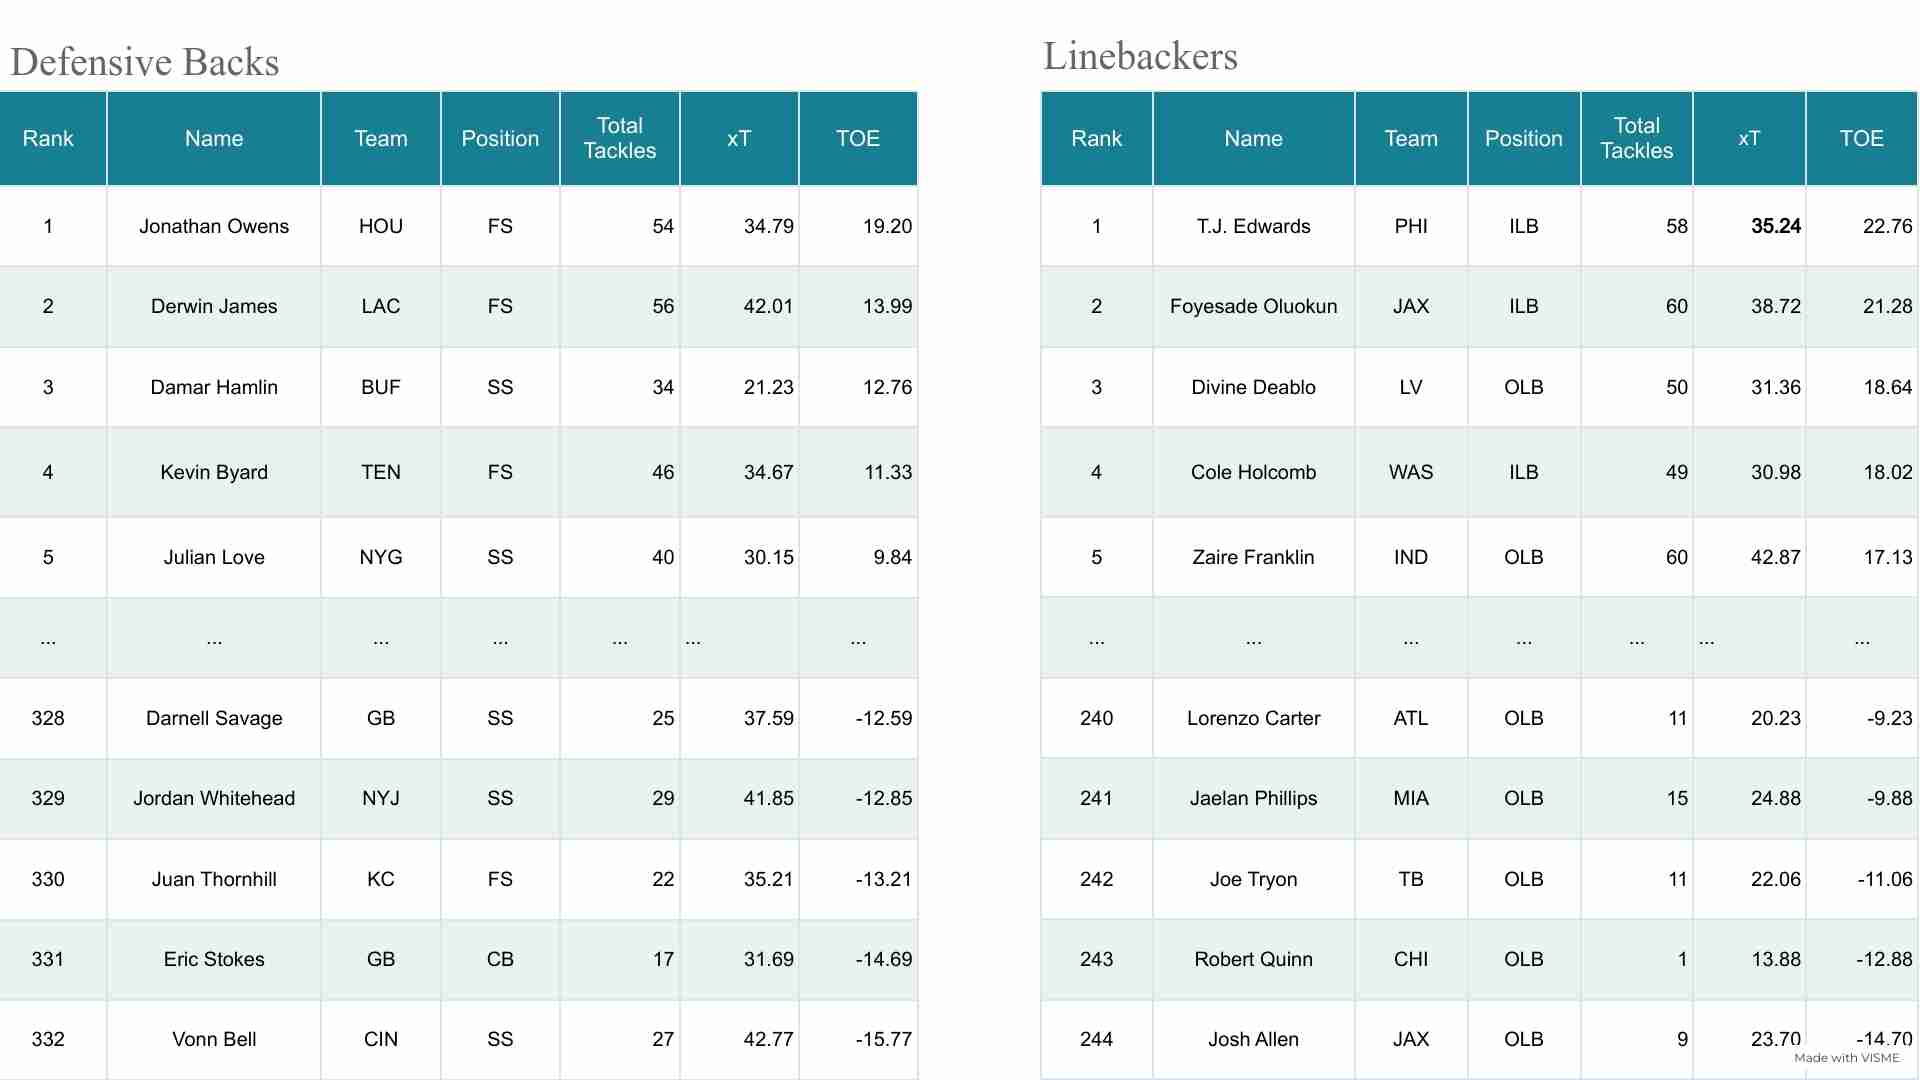 Defensive Backs
Rank Name Team Position Total Tackles xT TOE
1 Jonathan Owens HOU FS 54 34.79 19.20
2 Derwin James LAC FS 56 42.01 13.99
3 Damar Hamlin BUF SS 34 21.23 12.76
4 Kevin Byard TEN FS 46 34.67 11.33
5 Julian Love NYG SS 40 30.15 9.84
... ... ... ... ... ... ...
328 Darnell Savage GB SS 25 37.59 -12.59
329 Jordan Whitehead NYJ SS 29 41.85 -12.85
330 Juan Thornhill KC FS 22 35.21 -13.21
331 Eric Stokes GB CB 17 31.69 -14.69
332 Vonn Bell CIN SS 27 42.77 -15.77
Linebackers
Rank Name Team Position Total Tackles xT TOE
1 T.J. Edwards PHI ILB 58 35.24 22.76
2 Foyesade Oluokun JAX ILB 60 38.72 21.28
3 Divine Deablo LV OLB 50 31.36 18.64
4 Cole Holcomb WAS ILB 49 30.98 18.02
5 Zaire Franklin IND OLB 60 42.87 17.13
... ... ... ... ... ... ...
240 Lorenzo Carter ATL OLB 11 20.23 -9.23
241 Jaelan Phillips MIA OLB 15 24.88 -9.88
242 Joe Tryon TB OLB 11 22.06 -11.06
243 Robert Quinn CHI OLB 1 13.88 -12.88
244 Josh Allen JAX OLB 9 23.70 -14.70
Made with VISME